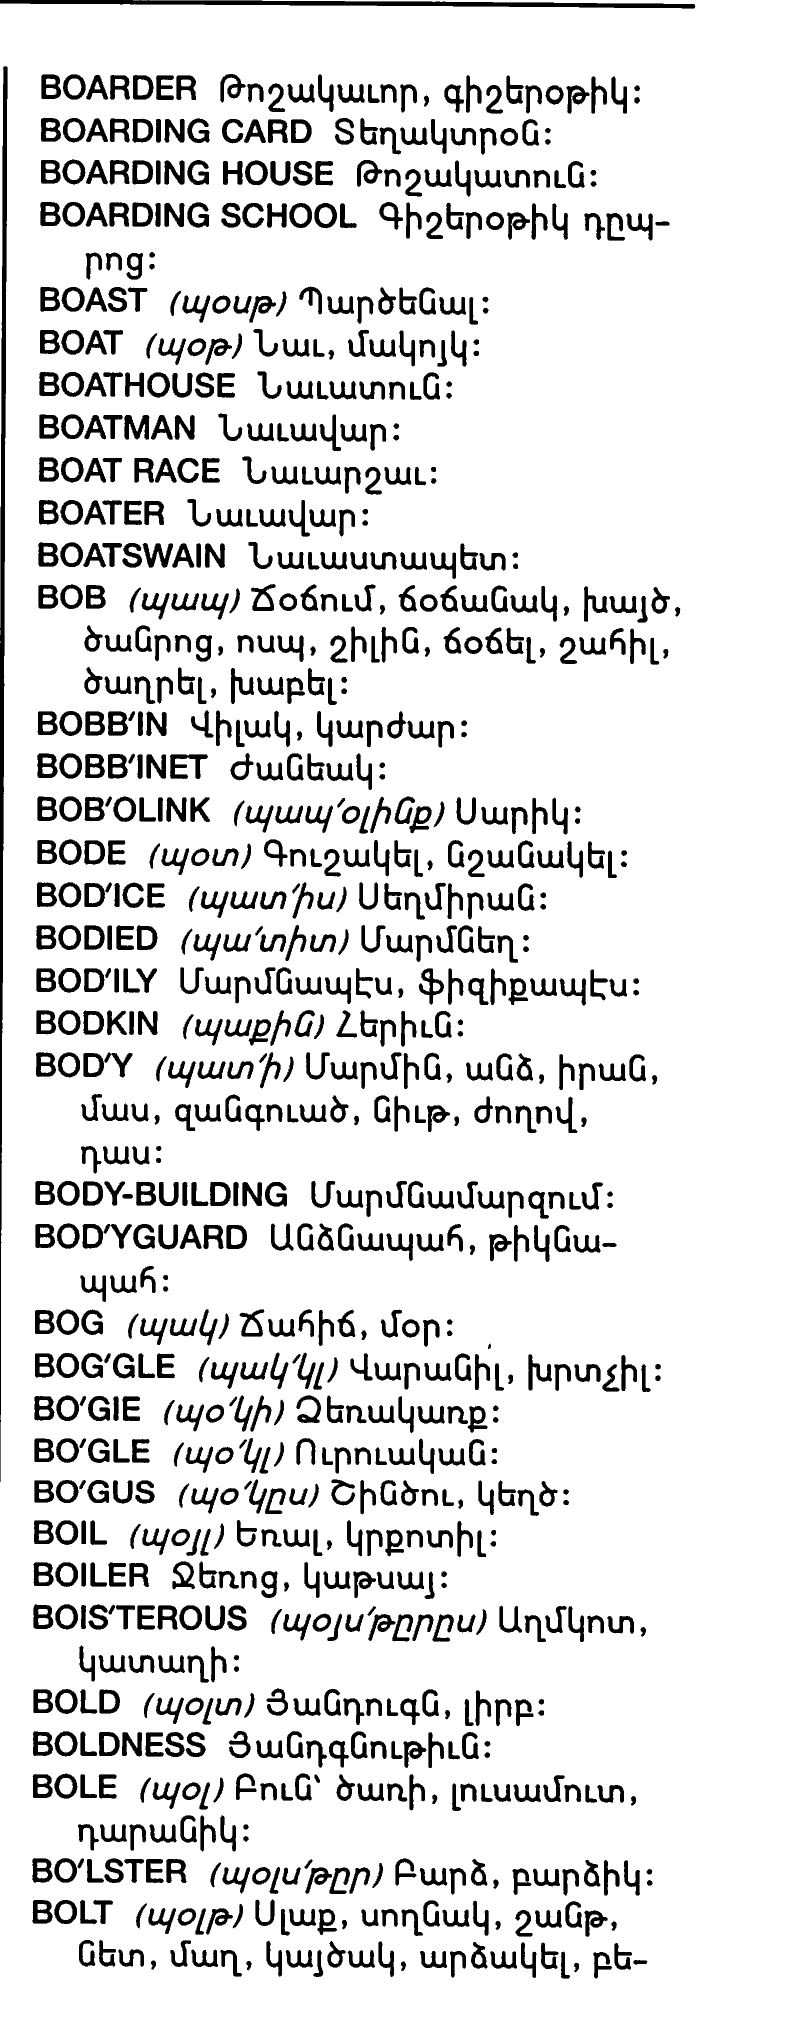 BOARDER Թոշակաւոր, գիշերօթիկ:
BOARDING CARD Տեղակտրօն:
BOARDING HOUSE Թոշակատուն:
BOARDING SCHOOL Գիշերօթիկ դըպ-
րոց:
BOAST (պօսթ) Պարծենալ:
BOAT (պօթ) Նաւ, մակոյկ:
BOATHOUSE Նաւատուն:
BOATMAN Նաւավար:
BOAT RACE Նաւարշաւ:
BOATER Նաւավար:
BOATSWAIN Նաւաստապետ:
BOB (պապ) Ճօճում, ճօճանակ, խայծ,
ծանրոց, ոսպ, շիլին, ճօճել, շահիլ,
ծաղրել, խաբել:
BOBB'IN Վիլակ, կարժար:
BOBB'INET Ժանեակ:
BOB'OLINK (պապ՛օլինք) Սարիկ:
BODE (պօտ) Գուշակել, նշանակել:
BOD'ICE (պատ՛իս) Սեղմիրան:
BODIED (պա՛տիտ) Մարմնեղ:
BOD'ILY Մարմնապէս, ֆիզիքապէս:
BODKIN (պաքին) Հերիւն:
BOD'Y (պատ՛ի) Մարմին, անձ, իրան,
մաս, զանգուած, նիւթ, ժողով,
դաս:
BODY-BUILDING Մարմնամարզում:
BOD'YGUARD Անձնապահ, թիկնա-
պահ:
BOG (պակ) Ճահիճ, մօր:
BOG'GLE (պակ՛կլ) Վարանիլ, խրտչիլ:
BO'GIE (պօ՛կի) Ձեռակառք:
BO'GLE (պօ՛կլ) Ուրուական:
BO'GUS (պօ՛կըս) Շինծու, կեղծ:
BOIL (պօյլ) Եռալ, կրքոտիլ:
BOILER Ջեռոց, կաթսայ:
BOIS'TEROUS (պօյս՛թըրըս) Աղմկոտ,
կատաղի:
BOLD (պօլտ) Յանդուգն, լիրբ:
BOLDNESS Յանդգնութիւն:
BOLE (պօլ) Բուն՝ ծառի, լուսամուտ,
դարանիկ:
BO'LSTER (պօլս՛թըր) Բարձ, բարձիկ:
BOLT (պօլթ) Սլաք, սողնակ, շանթ,
նետ, մաղ, կայծակ, արձակել, բե-